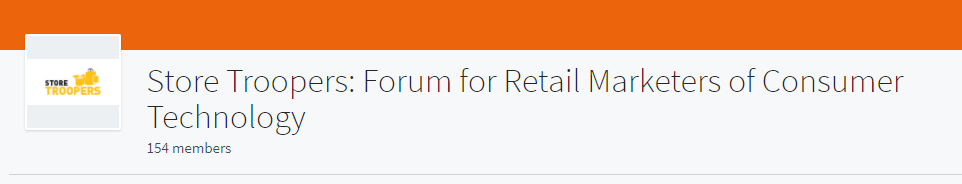 STORE
TROOPERS
Store Troopers: Forum for Retail Marketers of Consumer
Technology
154 members